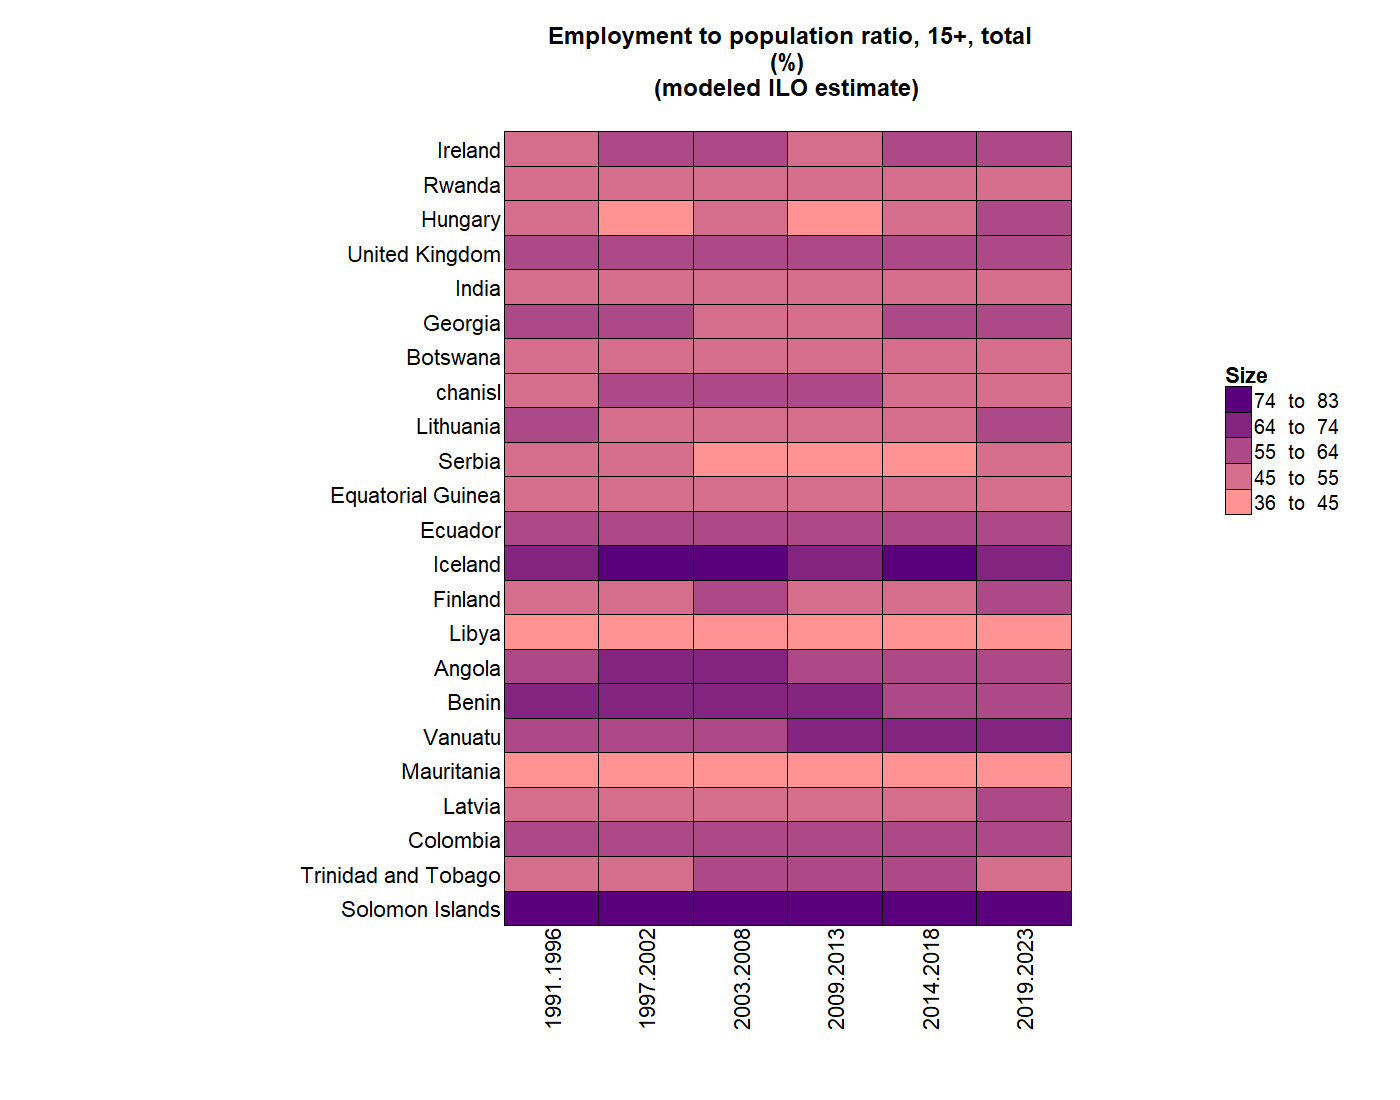 Employment to population ratio, 15+, total
(%)
(modeled ILO estimate)
Ireland
Rwanda
Hungary
United Kingdom
India
Georgia
Botswana
chanisl
Lithuania
Serbia
Equatorial Guinea
Ecuador
Iceland
Finland
Libya
Angola
Benin
Vanuatu
Mauritania
Latvia
Colombia
Trinidad and Tobago
Solomon Islands
1991.1996
1997.2002
2003.2008
2009.2013
2014.2018
2019.2023
Size
74 to 83
64 to 74
55 to 64
45 to 55
36 to 45